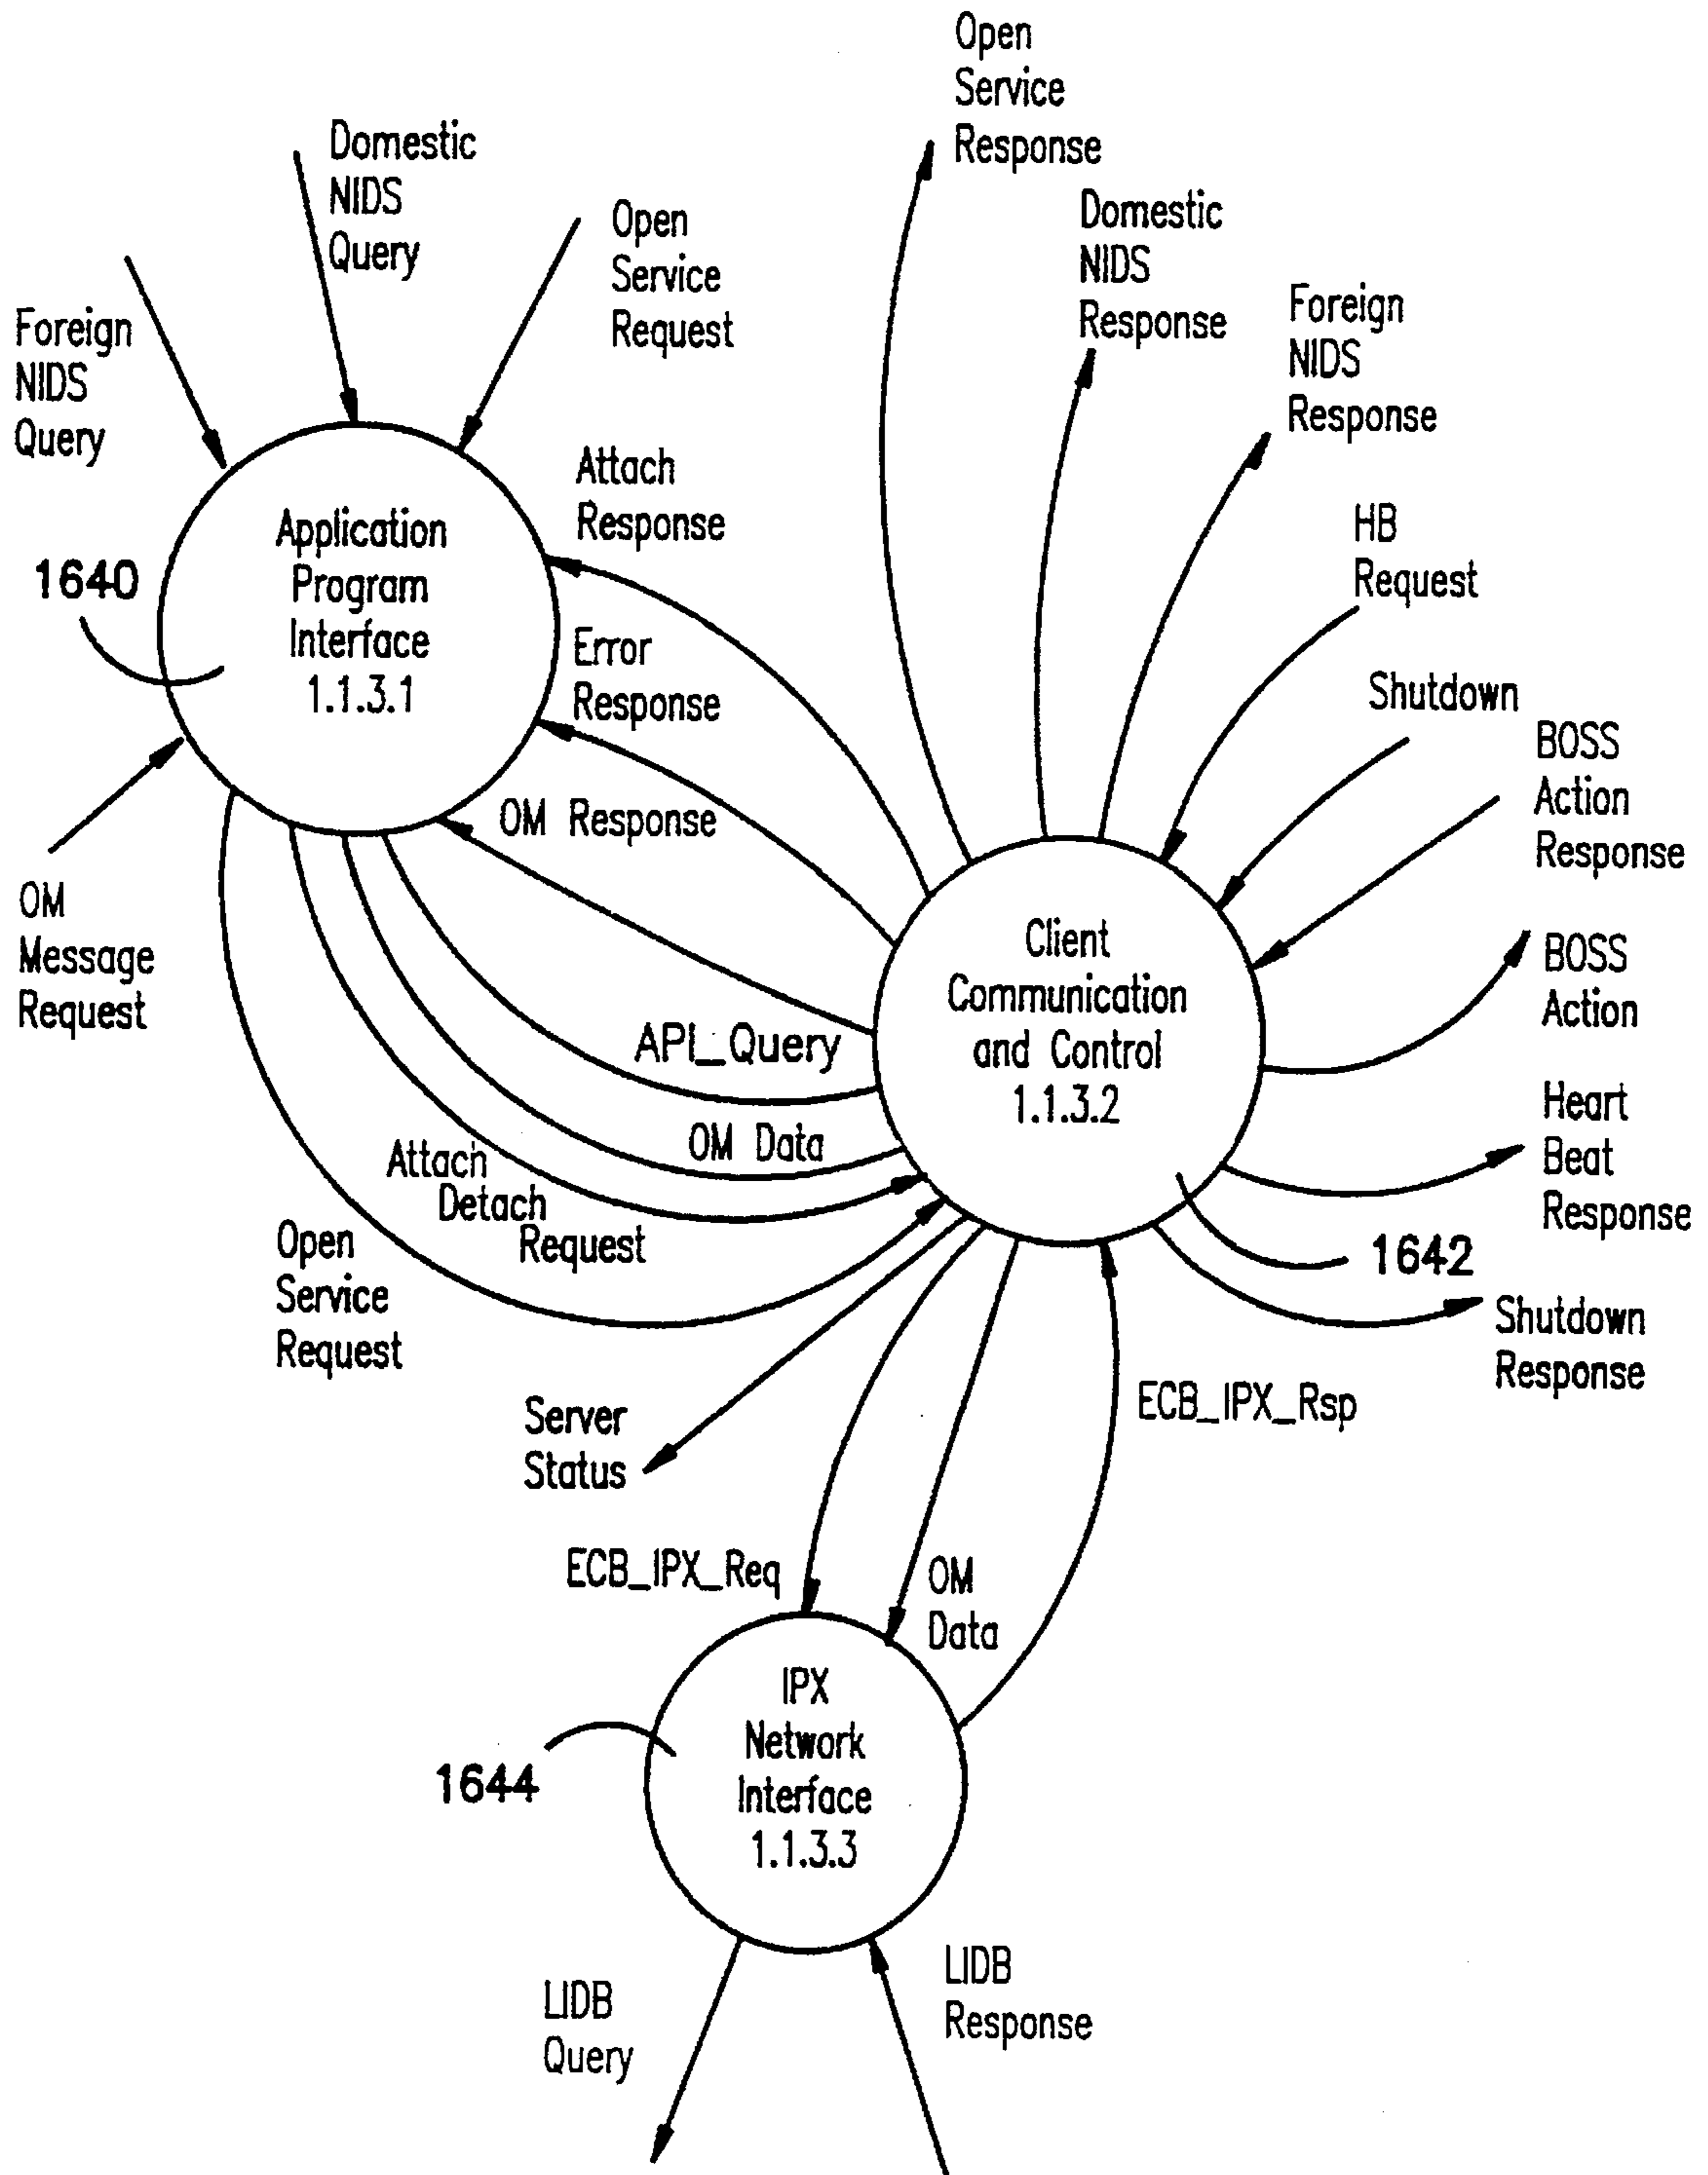 Open
Service
Response
Domestic
NIDS
Query
Open
Service
Request
Domestic
NIDS
Response
Foreign
NIDS
Response
Foreign
NIDS
Query
Attach
Response
HB
Request
Application
Program
Interface
1.1.3.1
1640
Error
Response
Shutdown
BOSS
Action
Response
OM Response
OM
Message
Request
Client
Communication
and Control
1.1.3.2
BOSS
Action
API_Query
OM Data
Heart
Beat
Response
Attach
Detach
Request
Open
Service
Request
1642
Shutdown
Response
Server
Status
ECB_IPX_Rsp
ECB_IPX_Req
OM
Data
IPX
Network
Interface
1.1.3.3
1644
LIDB
Query
LIDB
Response